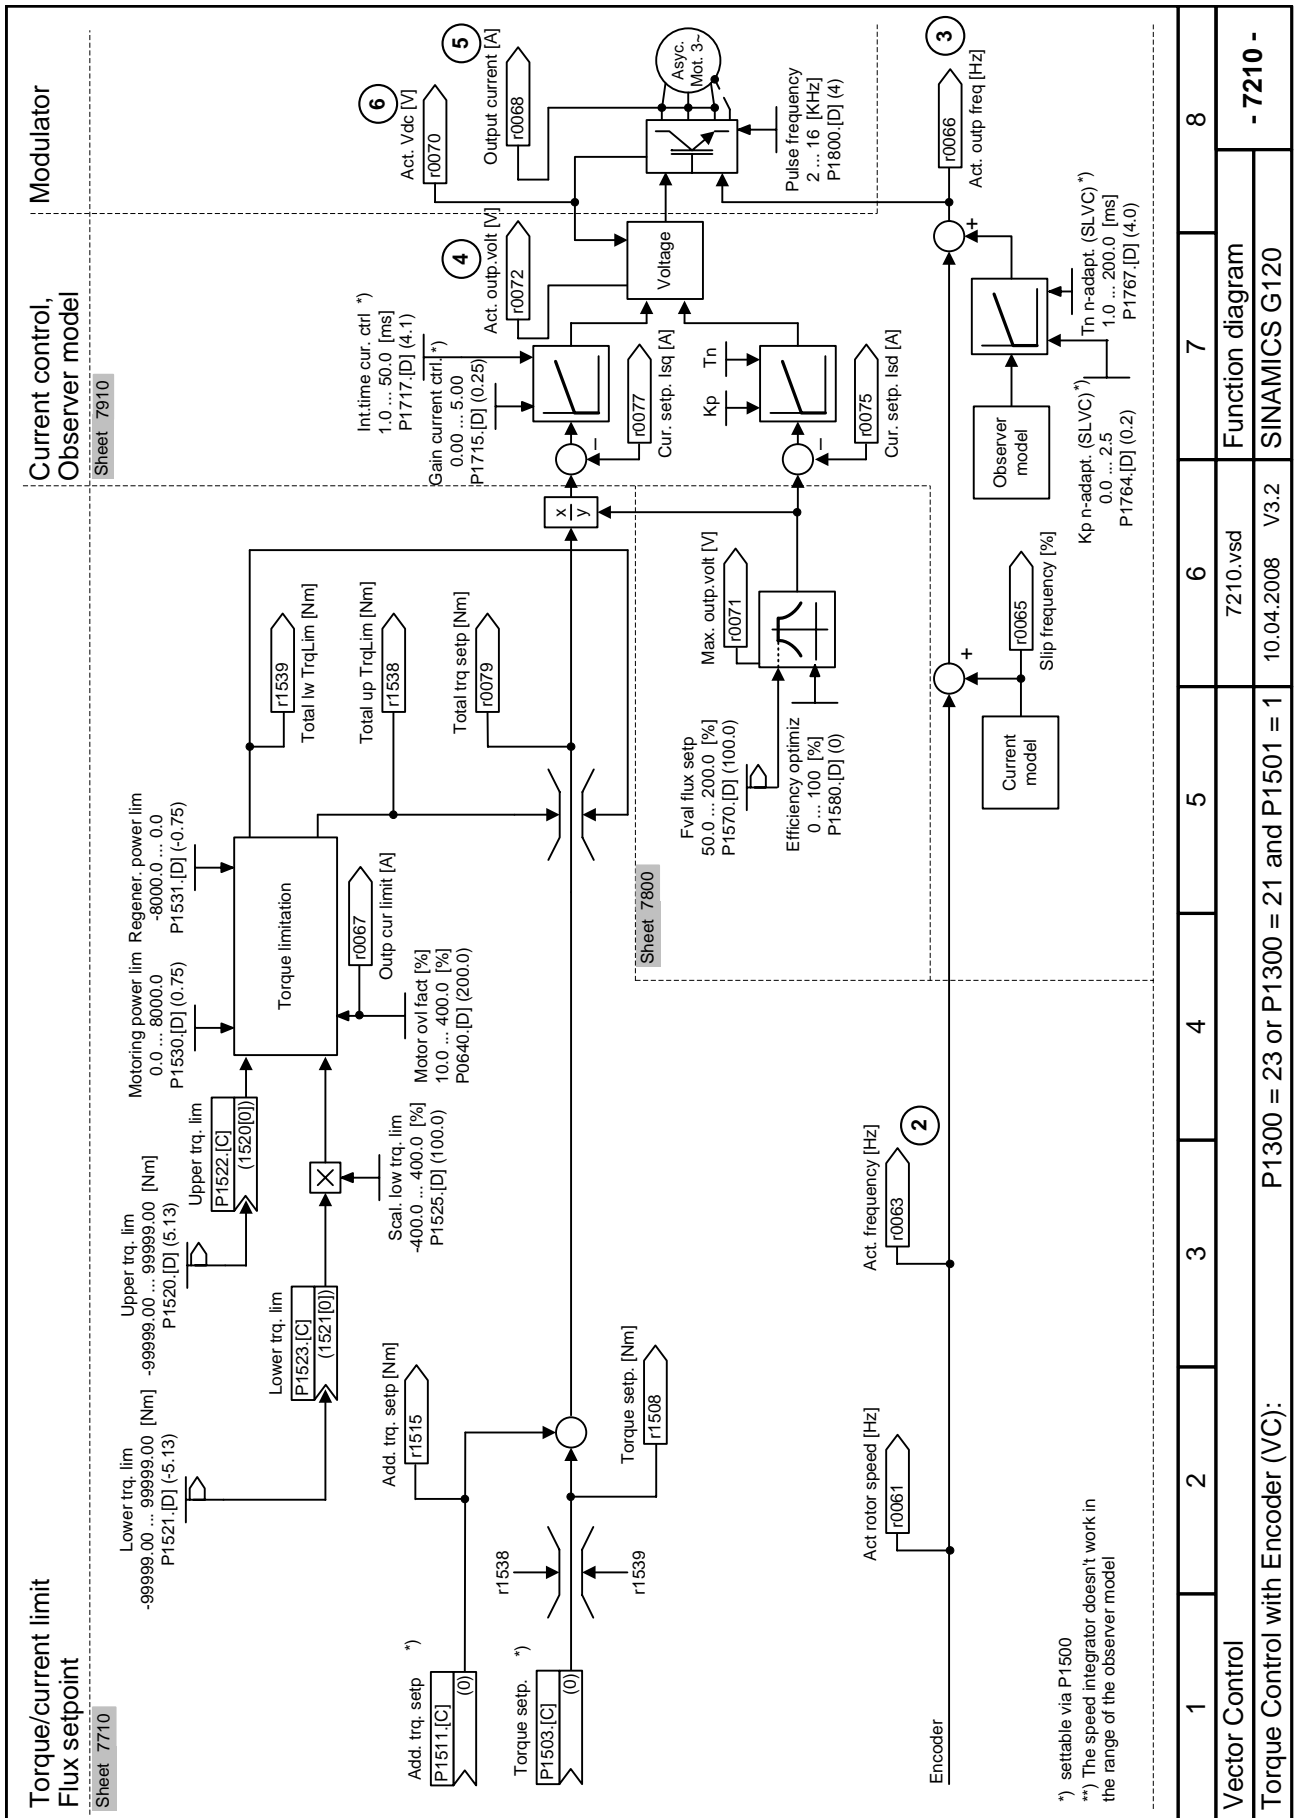 Torque/current limit
Flux setpoint
Sheet 7710
Current control,
Observer model
Sheet 7910
Modulator
Lower trq. lim
-99999.00 ... 99999.00 [Nm]
P1521.[D] (-5.13)
Upper trq. lim
-99999.00 ... 99999.00 [Nm]
P1520.[D] (5.13)
Upper trq. lim
P1522.[C]
(1520[0])
Lower trq. lim
P1523.[C]
(1521[0])
Motoring power lim
0.0 ... 8000.0
P1530.[D] (0.75)
Regener. power lim
-8000.0 ... 0.0
P1531.[D] (-0.75)
Torque limitation
Scal. low trq. lim
-400.0 ... 400.0 [%]
P1525.[D] (100.0)
Motor ovl fact [%]
10.0 ... 400.0 [%]
P0640.[D] (200.0)
r0067
Outp cur limit [A]
r1539
Total lw TrqLim [Nm]
r1538
Total up TrqLim [Nm]
r0079
Total trq setp [Nm]
Add. trq. setp
*)
P1511.[C]
(0)
Torque setp.
*)
P1503.[C]
(0)
r1538
r1539
Add. trq. setp [Nm]
r1515
Torque setp. [Nm]
r1508
x
y
Int.time cur. ctrl *)
1.0 ... 50.0 [ms]
P1717.[D] (4.1)
Gain current ctrl. *)
0.00 ... 5.00
P1715.[D] (0.25)
–
r0077
Cur. setp. Isq [A]
Kp
Tn
–
r0075
Cur. setp. Isd [A]
4
Act. outp.volt [V]
r0072
Voltage
6
Act. Vdc [V]
r0070
5
Output current [A]
r0068
Asyc.
Mot. 3~
Pulse frequency
2 ... 16 [KHz]
P1800.[D] (4)
Sheet 7800
Fval flux setp
50.0 ... 200.0 [%]
P1570.[D] (100.0)
Efficiency optimiz
0 ... 100 [%]
P1580.[D] (0)
Max. outp.volt [V]
r0071
Encoder
Act rotor speed [Hz]
r0061
Act. frequency [Hz]
r0063
2
Current
model
+
r0065
Slip frequency [%]
Observer
model
Kp n-adapt. (SLVC) *)
0.0 ... 2.5
P1764.[D] (0.2)
Tn n-adapt. (SLVC) *)
1.0 ... 200.0 [ms]
P1767.[D] (4.0)
+
3
r0066
Act. outp freq [Hz]
*) settable via P1500
**) The speed integrator doesn't work in
the range of the observer model
1 2 3 4 5 6 7 8
Vector Control
7210.vsd
Function diagram
- 7210 -
Torque Control with Encoder (VC):
P1300 = 23 or P1300 = 21 and P1501 = 1
10.04.2008 V3.2
SINAMICS G120